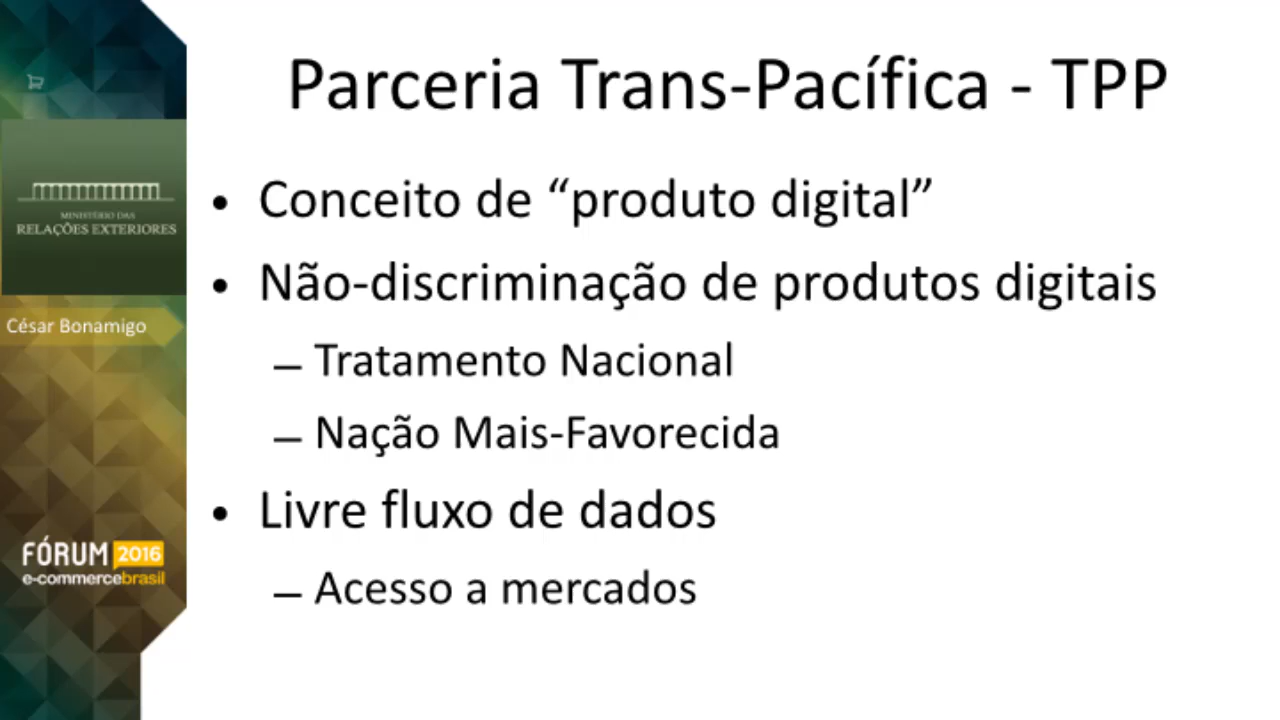 Parceria Trans-Pacífica - TPP
MINISTÉRIO DAS
RELAÇÕES EXTERIORES
César Bonamigo
FÓRUM 2016
e-commercebrasil
• Conceito de “produto digital”
• Não-discriminação de produtos digitais
– Tratamento Nacional
– Nação Mais-Favorecida
• Livre fluxo de dados
– Acesso a mercados